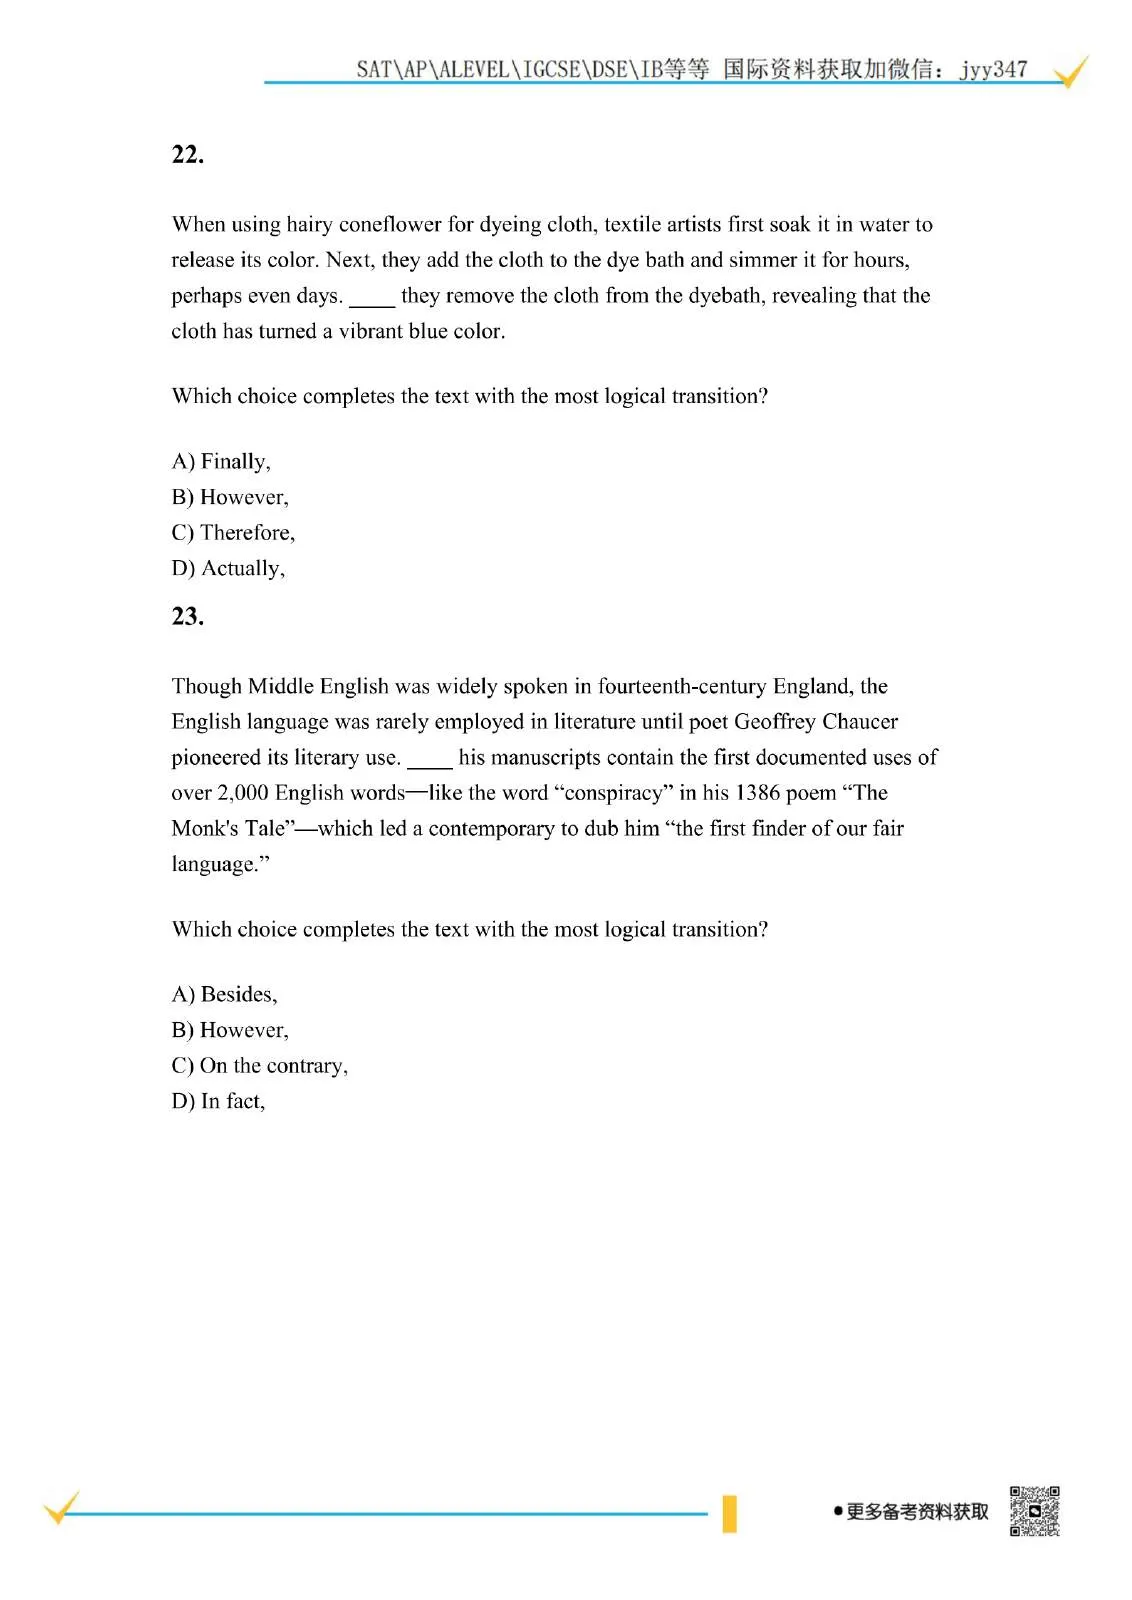 SAT\AP\ALEVEL\IGCSE\DSE\IB等等 国际资料获取加微信：jyy347
22.
When using hairy coneflower for dyeing cloth, textile artists first soak it in water to
release its color. Next, they add the cloth to the dye bath and simmer it for hours,
perhaps even days. ____ they remove the cloth from the dyebath, revealing that the
cloth has turned a vibrant blue color.
Which choice completes the text with the most logical transition?
A) Finally,
B) However,
C) Therefore,
D) Actually,
23.
Though Middle English was widely spoken in fourteenth-century England, the
English language was rarely employed in literature until poet Geoffrey Chaucer
pioneered its literary use. ____ his manuscripts contain the first documented uses of
over 2,000 English words—like the word “conspiracy” in his 1386 poem “The
Monk's Tale”—which led a contemporary to dub him “the first finder of our fair
language.”
Which choice completes the text with the most logical transition?
A) Besides,
B) However,
C) On the contrary,
D) In fact,
●更多备考资料获取